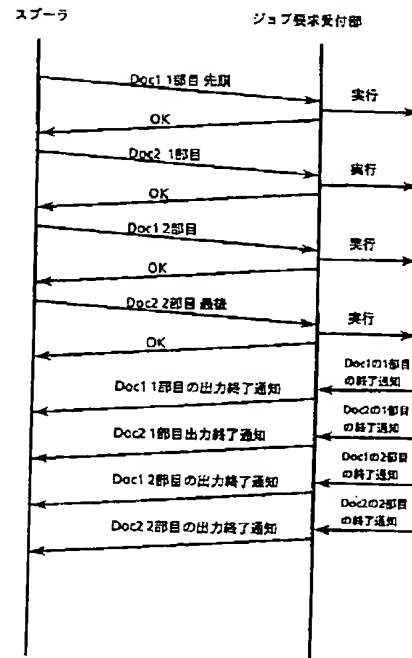 スプーラ
ジョブ要求受付部
Doc1 1部目 先頭
実行
OK
Doc2 1部目
実行
OK
Doc1 2部目
実行
OK
Doc2 2部目 最後
実行
OK
Doc1の1部目
の終了通知
Doc1 1部目の出力終了通知
Doc2の1部目
の終了通知
Doc2 1部目出力終了通知
Doc1の2部目
の終了通知
Doc1 2部目の出力終了通知
Doc2の2部目
の終了通知
Doc2 2部目の出力終了通知